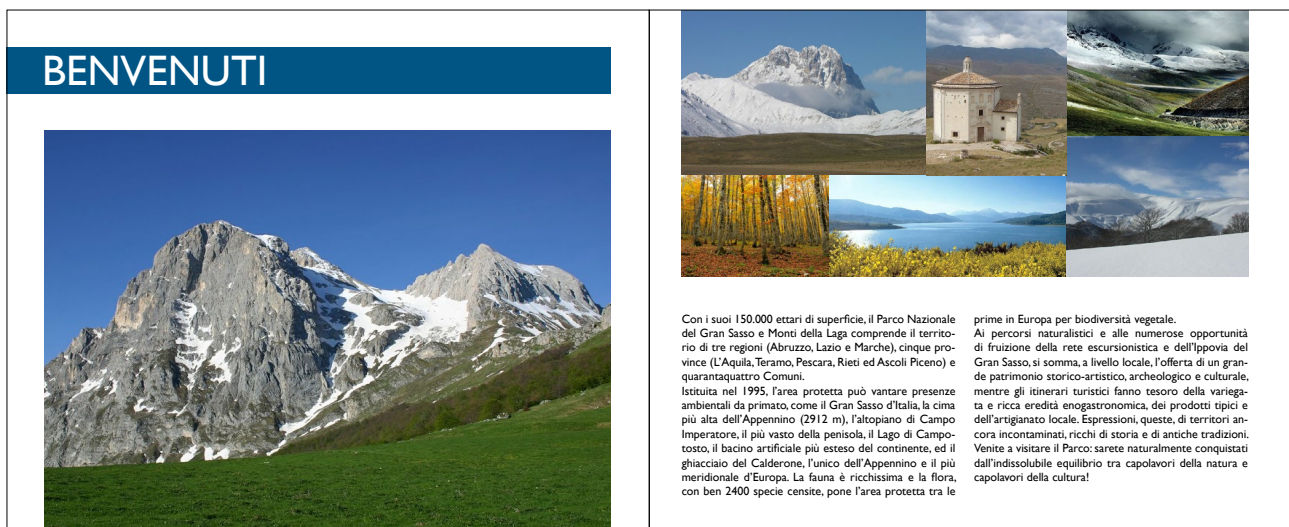 BENVENUTI
Con i suoi 150.000 ettari di superficie, il Parco Nazionale
del Gran Sasso e Monti della Laga comprende il territo-
rio di tre regioni (Abruzzo, Lazio e Marche), cinque pro-
vince (L'Aquila, Teramo, Pescara, Rieti ed Ascoli Piceno) e
quarantaquattro Comuni.
Istituita nel 1995, l'area protetta può vantare presenze
ambientali da primato, come il Gran Sasso d'Italia, la cima
più alta dell'Appennino (2912 m), l'altopiano di Campo
Imperatore, il più vasto della penisola, il Lago di Campo-
tosto, il bacino artificiale più esteso del continente, ed il
ghiacciaio del Calderone, l'unico dell'Appennino e il più
meridionale d'Europa. La fauna è ricchissima e la flora,
con ben 2400 specie censite, pone l'area protetta tra le
prime in Europa per biodiversità vegetale.
Ai percorsi naturalistici e alle numerose opportunità
di fruizione della rete escursionistica e dell'Ippovia del
Gran Sasso, si somma, a livello locale, l'offerta di un gran-
de patrimonio storico-artistico, archeologico e culturale,
mentre gli itinerari turistici fanno tesoro della variega-
ta e ricca eredità enogastronomica, dei prodotti tipici e
dell'artigianato locale. Espressioni, queste, di territori an-
cora incontaminati, ricchi di storia e di antiche tradizioni.
Venite a visitare il Parco: sarete naturalmente conquistati
dall'indissolubile equilibrio tra capolavori della natura e
capolavori della cultura!